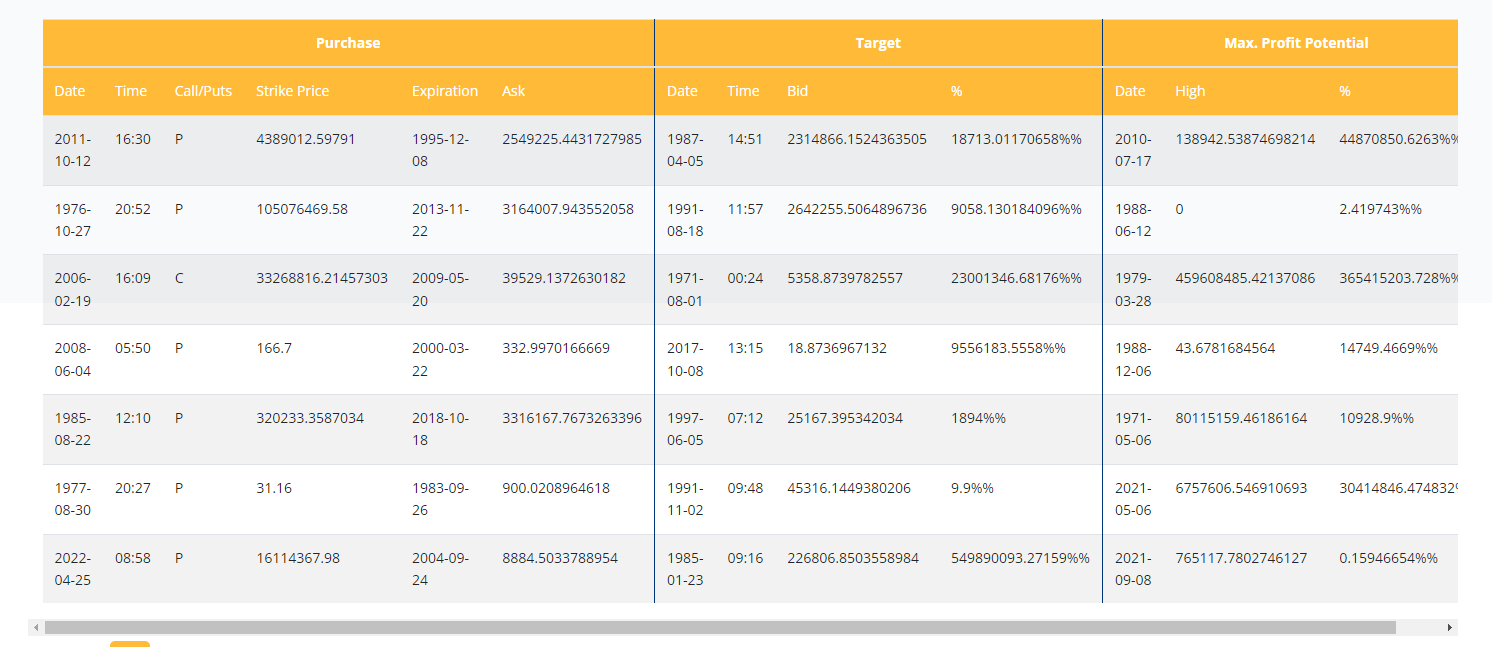 Purchase Target Max. Profit Potential
Date Time Call/Puts Strike Price Expiration Ask Date Time Bid % Date High %
2011- 16:30 P 4389012.59791 1995-12- 2549225.4431727985 1987- 14:51 2314866.1524363505 18713.01170658%% 2010- 138942.53874698214 44870850.6263%%
10-12 08 04-05 07-17
1976- 20:52 P 105076469.58 2013-11- 3164007.943552058 1991- 11:57 2642255.5064896736 9058.130184096%% 1988- 0 2.419743%%
10-27 22 08-18 06-12
2006- 16:09 C 33268816.21457303 2009-05- 39529.1372630182 1971- 00:24 5358.8739782557 23001346.68176%% 1979- 459608485.42137086 365415203.728%%
02-19 20 08-01 03-28
2008- 05:50 P 166.7 2000-03- 332.9970166669 2017- 13:15 18.8736967132 9556183.5558%% 1988- 43.6781684564 14749.4669%%
06-04 22 10-08 12-06
1985- 12:10 P 320233.3587034 2018-10- 3316167.7673263396 1997- 07:12 25167.395342034 1894%% 1971- 80115159.46186164 10928.9%%
08-22 18 06-05 05-06
1977- 20:27 P 31.16 1983-09- 900.0208964618 1991- 09:48 45316.1449380206 9.9%% 2021- 6757606.546910693 30414846.474832%
08-30 26 11-02 05-06
2022- 08:58 P 16114367.98 2004-09- 8884.5033788954 1985- 09:16 226806.8503558984 549890093.27159%% 2021- 765117.7802746127 0.15946654%%
04-25 24 01-23 09-08